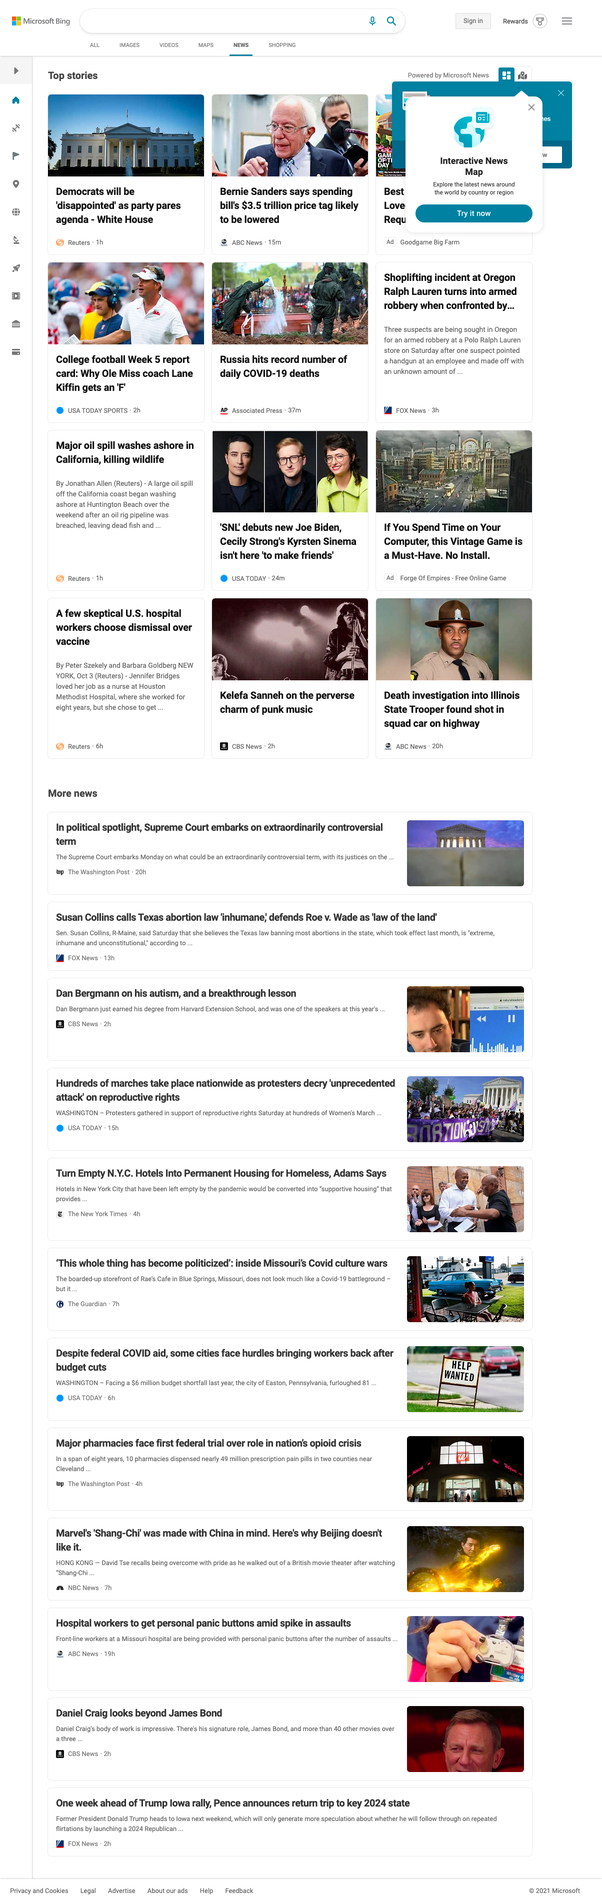 Microsoft Bing
Sign in
Rewards
ALL
IMAGES
VIDEOS
MAPS
NEWS
SHOPPING
Top stories
Powered by Microsoft News
Interactive News
Map
Explore the latest news around
the world by country or region
Try it now
Democrats will be
'disappointed' as party pares
agenda - White House
Reuters · 1h
Bernie Sanders says spending
bill's $3.5 trillion price tag likely
to be lowered
ABC News · 15m
GAM
OF T
DAY
Best
Love
Requ
Ad Goodgame Big Farm
College football Week 5 report
card: Why Ole Miss coach Lane
Kiffin gets an 'F'
USA TODAY SPORTS · 2h
Russia hits record number of
daily COVID-19 deaths
AP Associated Press · 37m
Shoplifting incident at Oregon
Ralph Lauren turns into armed
robbery when confronted by...
Three suspects are being sought in Oregon
for an armed robbery at a Polo Ralph Lauren
store on Saturday after one suspect pointed
a handgun at an employee and made off with
an unknown amount of ...
FOX News · 3h
Major oil spill washes ashore in
California, killing wildlife
By Jonathan Allen (Reuters) - A large oil spill
off the California coast began washing
ashore at Huntington Beach over the
weekend after an oil rig pipeline was
breached, leaving dead fish and ...
Reuters · 1h
'SNL' debuts new Joe Biden,
Cecily Strong's Kyrsten Sinema
isn't here 'to make friends'
USA TODAY · 24m
If You Spend Time on Your
Computer, this Vintage Game is
a Must-Have. No Install.
Ad Forge Of Empires - Free Online Game
A few skeptical U.S. hospital
workers choose dismissal over
vaccine
By Peter Szekely and Barbara Goldberg NEW
YORK, Oct 3 (Reuters) - Jennifer Bridges
loved her job as a nurse at Houston
Methodist Hospital, where she worked for
eight years, but she chose to get ...
Reuters · 6h
Kelefa Sanneh on the perverse
charm of punk music
CBS News · 2h
Death investigation into Illinois
State Trooper found shot in
squad car on highway
ABC News · 20h
More news
In political spotlight, Supreme Court embarks on extraordinarily controversial
term
The Supreme Court embarks Monday on what could be an extraordinarily controversial term, with its justices on the ...
wp The Washington Post · 20h
Susan Collins calls Texas abortion law 'inhumane,' defends Roe v. Wade as 'law of the land'
Sen. Susan Collins, R-Maine, said Saturday that she believes the Texas law banning most abortions in the state, which took effect last month, is "extreme,
inhumane and unconstitutional," according to ...
FOX News · 13h
Dan Bergmann on his autism, and a breakthrough lesson
Dan Bergmann just earned his degree from Harvard Extension School, and was one of the speakers at this year's ...
CBS News · 2h
Hundreds of marches take place nationwide as protesters decry 'unprecedented
attack' on reproductive rights
WASHINGTON – Protesters gathered in support of reproductive rights Saturday at hundreds of Women's March ...
USA TODAY · 15h
Turn Empty N.Y.C. Hotels Into Permanent Housing for Homeless, Adams Says
Hotels in New York City that have been left empty by the pandemic would be converted into "supportive housing" that
provides ...
The New York Times · 4h
'This whole thing has become politicized': inside Missouri's Covid culture wars
The boarded-up storefront of Rae's Cafe in Blue Springs, Missouri, does not look much like a Covid-19 battleground –
but it ...
The Guardian · 7h
Despite federal COVID aid, some cities face hurdles bringing workers back after
budget cuts
WASHINGTON – Facing a $6 million budget shortfall last year, the city of Easton, Pennsylvania, furloughed 81 ...
USA TODAY · 6h
HELP
WANTED
Major pharmacies face first federal trial over role in nation's opioid crisis
In a span of eight years, 10 pharmacies dispensed nearly 49 million prescription pain pills in two counties near
Cleveland ...
wp The Washington Post · 4h
Marvel's 'Shang-Chi' was made with China in mind. Here's why Beijing doesn't
like it.
HONG KONG — David Tse recalls being overcome with pride as he walked out of a British movie theater after watching
"Shang-Chi ...
NBC News · 7h
Hospital workers to get personal panic buttons amid spike in assaults
Front-line workers at a Missouri hospital are being provided with personal panic buttons after the number of assaults ...
ABC News · 19h
Daniel Craig looks beyond James Bond
Daniel Craig's body of work is impressive. There's his signature role, James Bond, and more than 40 other movies over
a three ...
CBS News · 2h
One week ahead of Trump Iowa rally, Pence announces return trip to key 2024 state
Former President Donald Trump heads to Iowa next weekend, which will only generate more speculation about whether he will follow through on repeated
flirtations by launching a 2024 Republican ...
FOX News · 2h
Privacy and Cookies
Legal
Advertise
About our ads
Help
Feedback
© 2021 Microsoft